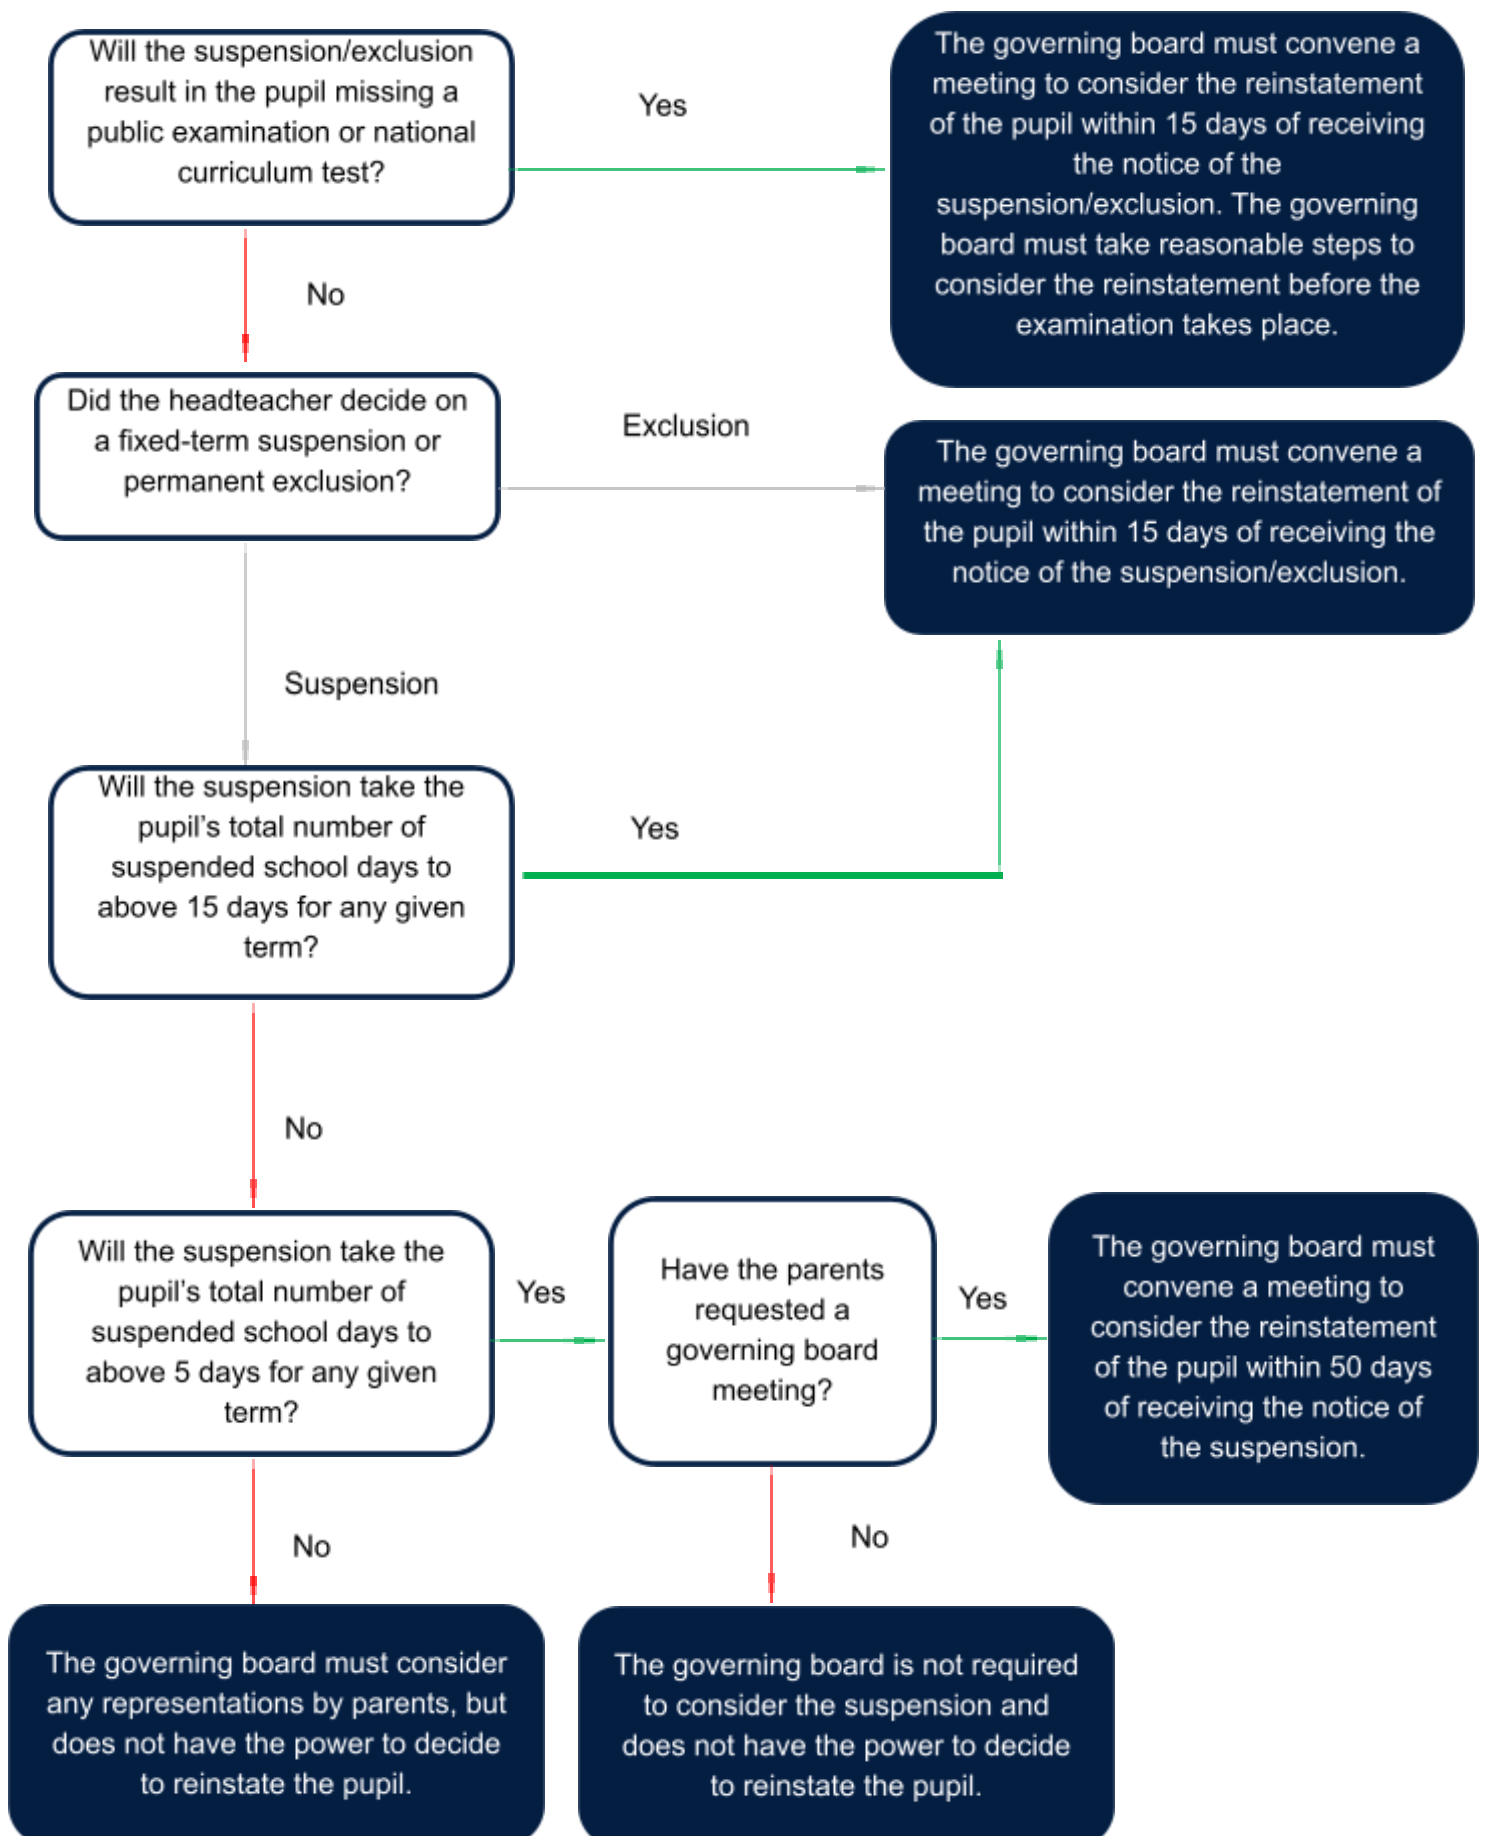 Will the suspension/exclusion
result in the pupil missing a
public examination or national
curriculum test?
Yes
The governing board must convene a
meeting to consider the reinstatement
of the pupil within 15 days of receiving
the notice of the
suspension/exclusion. The governing
board must take reasonable steps to
consider the reinstatement before the
examination takes place.
No
Did the headteacher decide on
a fixed-term suspension or
permanent exclusion?
Exclusion
The governing board must convene a
meeting to consider the reinstatement of
the pupil within 15 days of receiving the
notice of the suspension/exclusion.
Suspension
Will the suspension take the
pupil’s total number of
suspended school days to
above 15 days for any given
term?
Yes
No
Will the suspension take the
pupil’s total number of
suspended school days to
above 5 days for any given
term?
Yes
Have the parents
requested a
governing board
meeting?
Yes
The governing board must
convene a meeting to
consider the reinstatement
of the pupil within 50 days
of receiving the notice of
the suspension.
No
No
The governing board must consider
any representations by parents, but
does not have the power to decide
to reinstate the pupil.
The governing board is not required
to consider the suspension and
does not have the power to decide
to reinstate the pupil.